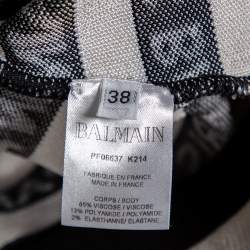 38
BALMAIN
PF06637 K214
FABRIQUE EN FRANCE
MADE IN FRANCE
CORPS / BODY
85% VISCOSE / VISCOSE
13% POLYAMIDE / POLYAMIDE
2% ELASTHANNE / ELASTANE